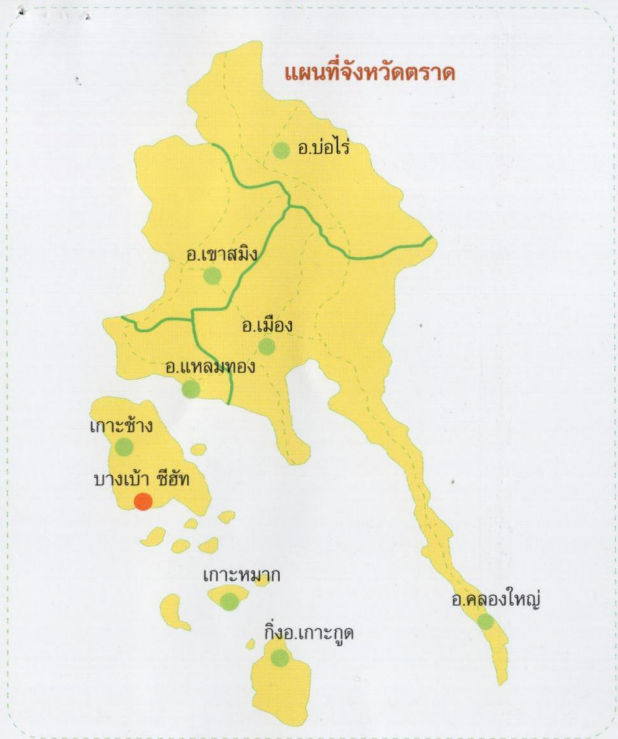 แผนที่จังหวัดตราด
อ.บ่อไร่
อ.เขาสมิง
อ.เมือง
อ.แหลมทอง
เกาะช้าง
บางเบ้า ซีฮัท
เกาะหมาก
อ.คลองใหญ่
กิ่งอ.เกาะกูด